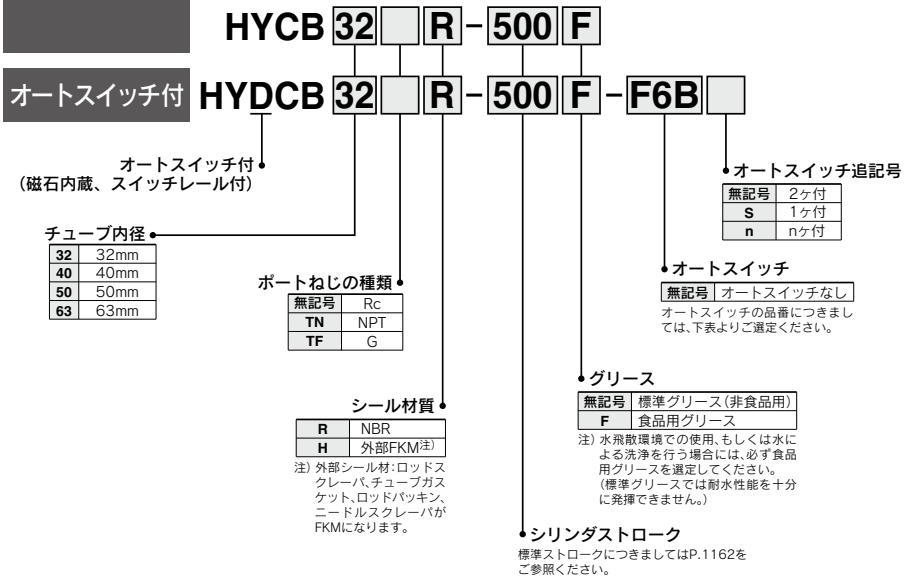 HYCB 32 R - 500 F
オートスイッチ付 HYDCB 32 R - 500 F - F6B
オートスイッチ付
(磁石内蔵、スイッチレール付)
チューブ内径
32 32mm
40 40mm
50 50mm
63 63mm
ポートねじの種類
無記号 Rc
TN NPT
TF G
シール材質
R NBR
H 外部FKM注)
注) 外部シール材:ロッドス
クレーパ、チューブガス
ケット、ロッドパッキン、
ニードルスクレーパが
FKMになります。
シリンダストローク
標準ストロークにつきましてはP.1162を
ご参照ください。
グリース
無記号 標準グリース(非食品用)
F 食品用グリース
注) 水飛散環境での使用、もしくは水に
よる洗浄を行う場合には、必ず食品
用グリースを選定してください。
(標準グリースでは耐水性能を十分
に発揮できません。)
オートスイッチ
無記号 オートスイッチなし
オートスイッチの品番につきまし
ては、下表よりご選定ください。
オートスイッチ追記号
無記号 2ヶ付
S 1ヶ付
n nヶ付